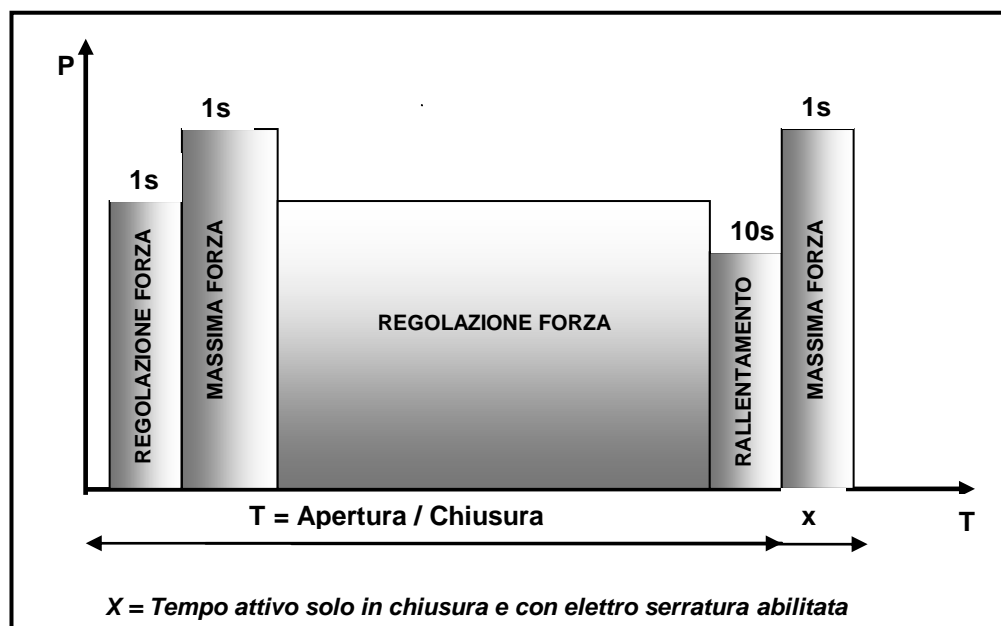 P
1s
1s
1s
10s
REGOLAZIONE FORZA
MASSIMA FORZA
REGOLAZIONE FORZA
RALLENTAMENTO
MASSIMA FORZA
T = Apertura / Chiusura
x
T
X = Tempo attivo solo in chiusura e con elettro serratura abilitata